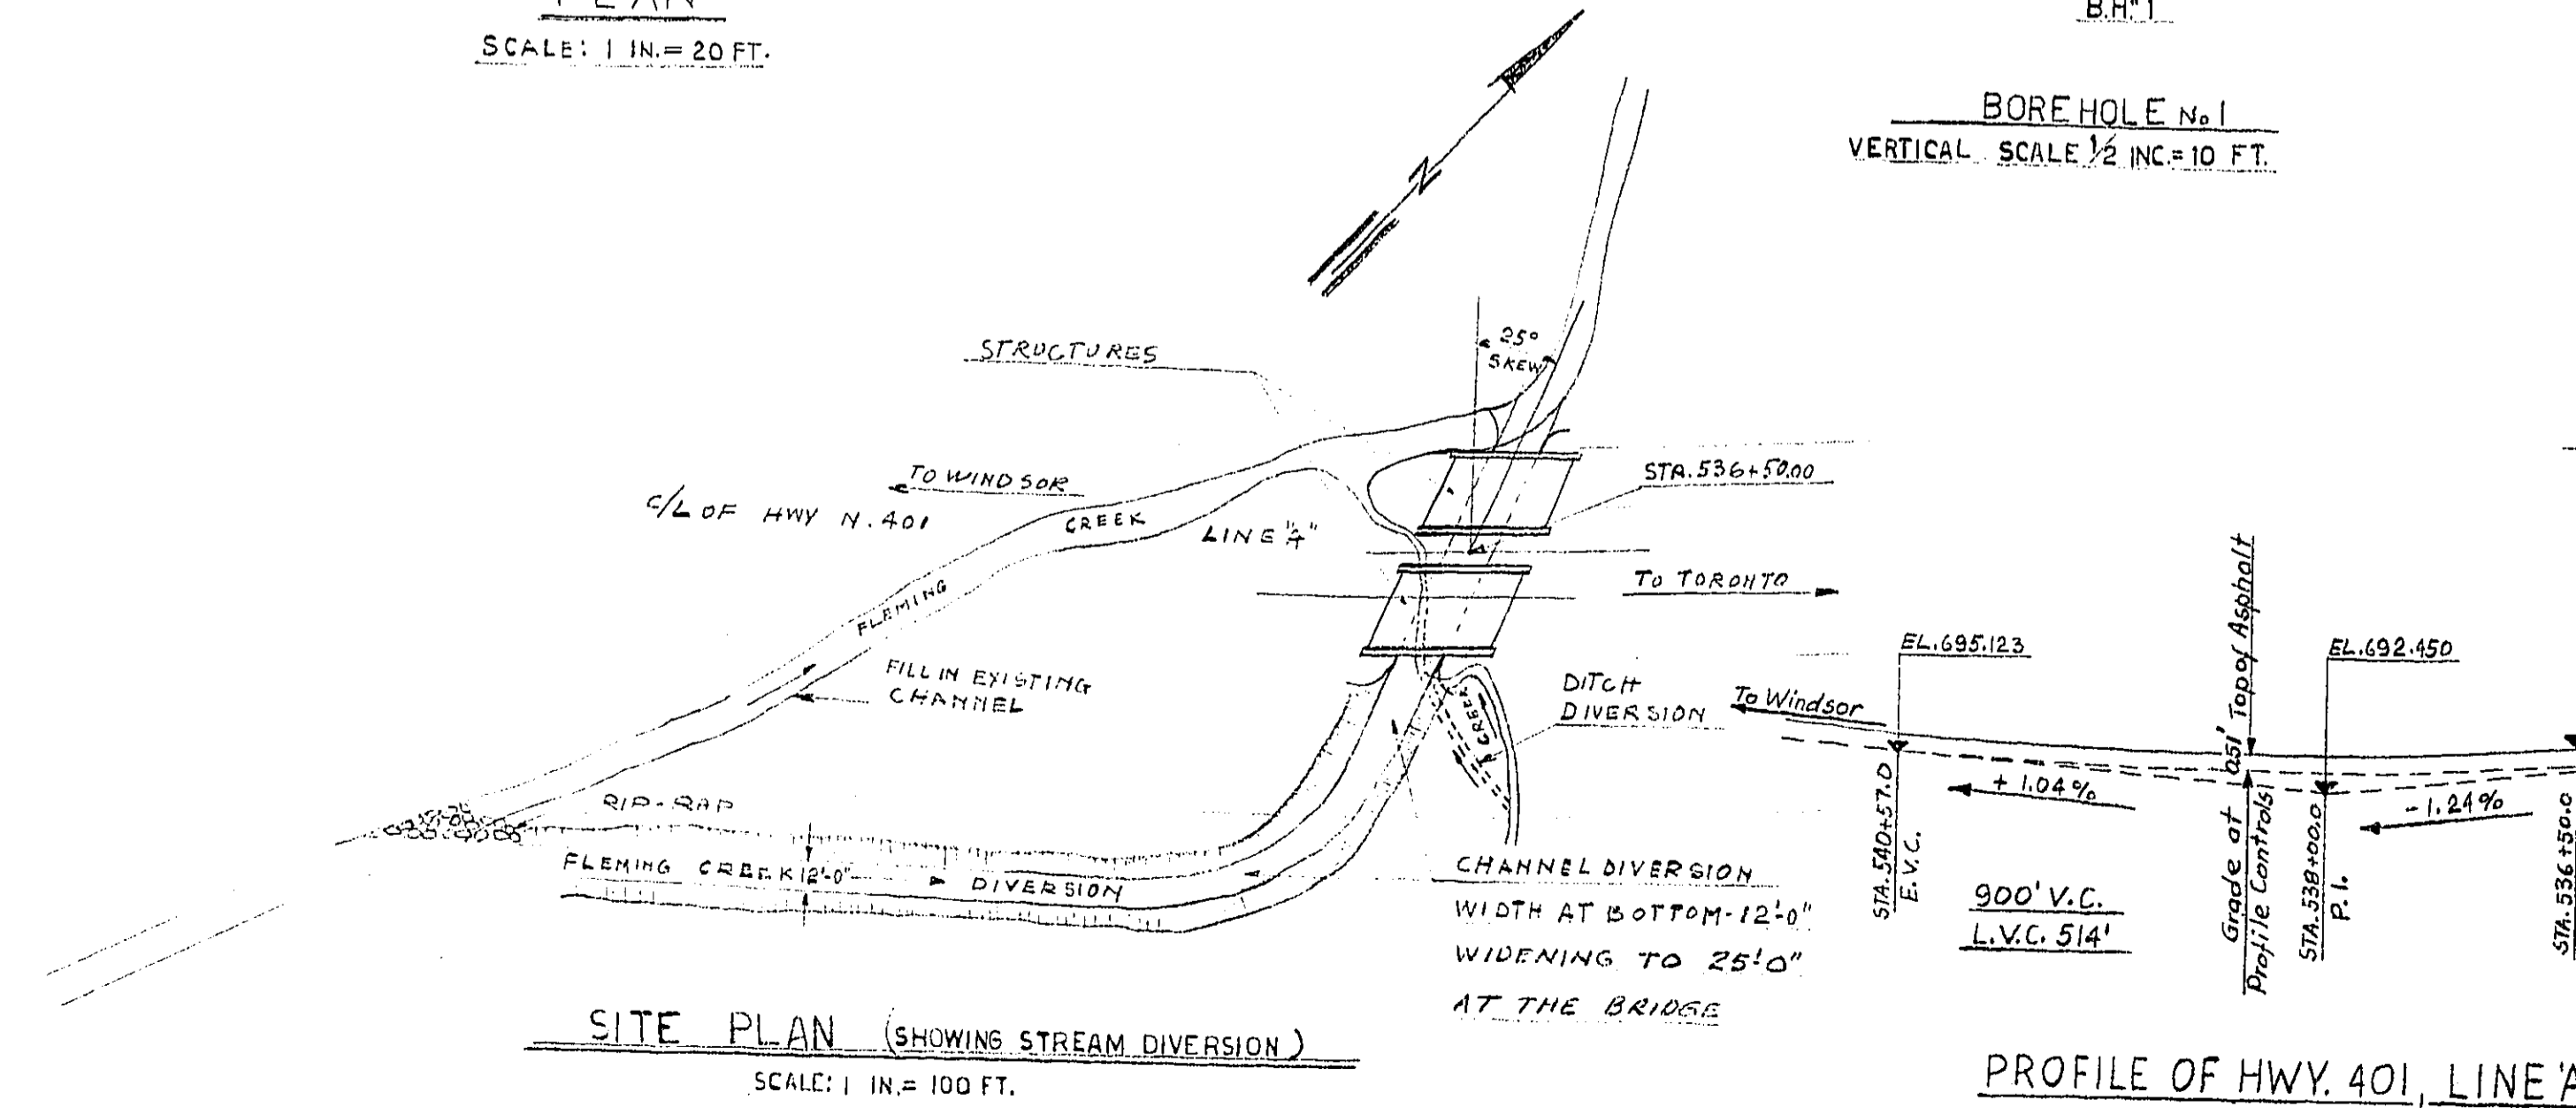 PLAN
SCALE: 1 IN.= 20 FT.
B.H. 1
BOREHOLE No 1
VERTICAL SCALE 1/2 INC.= 10 FT.
N
25°
SKEW
STRUCTURES
TO WINDSOR
C/L OF HWY N. 401
CREEK
LINE "A"
STA. 536+50.00
TO TORONTO
FLEMING
FILL IN EXISTING
CHANNEL
DITCH
DIVERSION
CREEK
RIP-RAP
FLEMING CREEK 12'-0" DIVERSION
CHANNEL DIVERSION
WIDTH AT BOTTOM-12'-0"
WIDENING TO 25'-0"
AT THE BRIDGE
SITE PLAN (SHOWING STREAM DIVERSION)
SCALE: 1 IN.= 100 FT.
To Windsor
EL.695.123
STA. 540+57.0
E.V.C.
+ 1.04%
900' V.C.
L.V.C. 514'
0.51' Top of Asphalt
Grade at
Profile Controls
EL.692.450
STA. 538+00.0
P.I.
-1.24%
STA. 536+50.0
PROFILE OF HWY. 401, LINE 'A